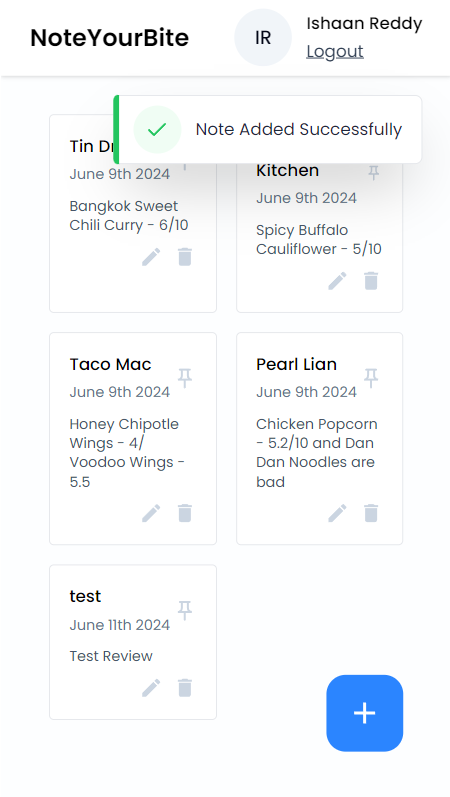 NoteYourBite
IR
Ishaan Reddy
Logout
Note Added Successfully
Tin
June 9th 2024
Bangkok Sweet
Chili Curry - 6/10
Kitchen
June 9th 2024
Spicy Buffalo
Cauliflower - 5/10
Taco Mac
June 9th 2024
Honey Chipotle
Wings - 4/
Voodoo Wings -
5.5
Pearl Lian
June 9th 2024
Chicken Popcorn
- 5.2/10 and Dan
Dan Noodles are
bad
test
June 11th 2024
Test Review